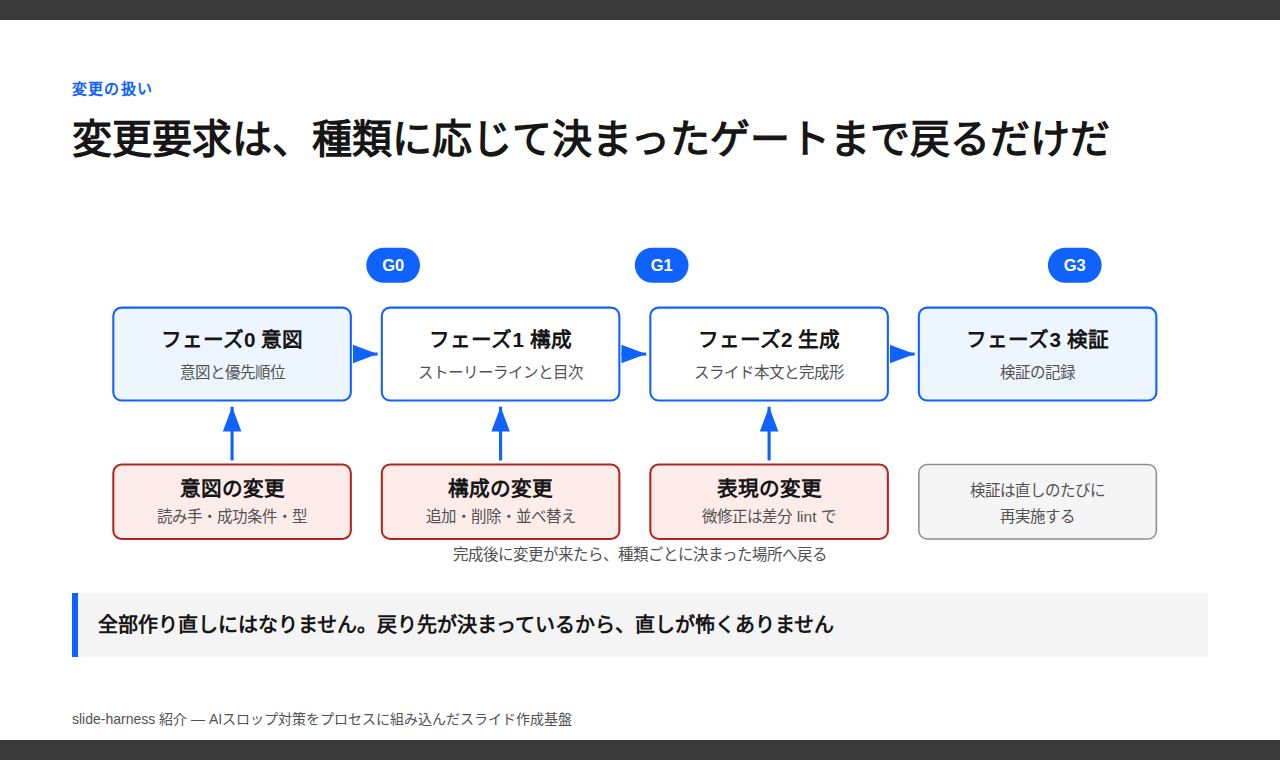 変更の扱い
変更要求は、種類に応じて決まったゲートまで戻るだけだ
G0
G1
G3
フェーズ0 意図
意図と優先順位
フェーズ1 構成
ストーリーラインと目次
フェーズ2 生成
スライド本文と完成形
フェーズ3 検証
検証の記録
意図の変更
読み手・成功条件・型
構成の変更
追加・削除・並べ替え
表現の変更
微修正は差分 lint で
検証は直しのたびに
再実施する
完成後に変更が来たら、種類ごとに決まった場所へ戻る
全部作り直しにはなりません。戻り先が決まっているから、直しが怖くありません
slide-harness 紹介 — AIスロップ対策をプロセスに組み込んだスライド作成基盤